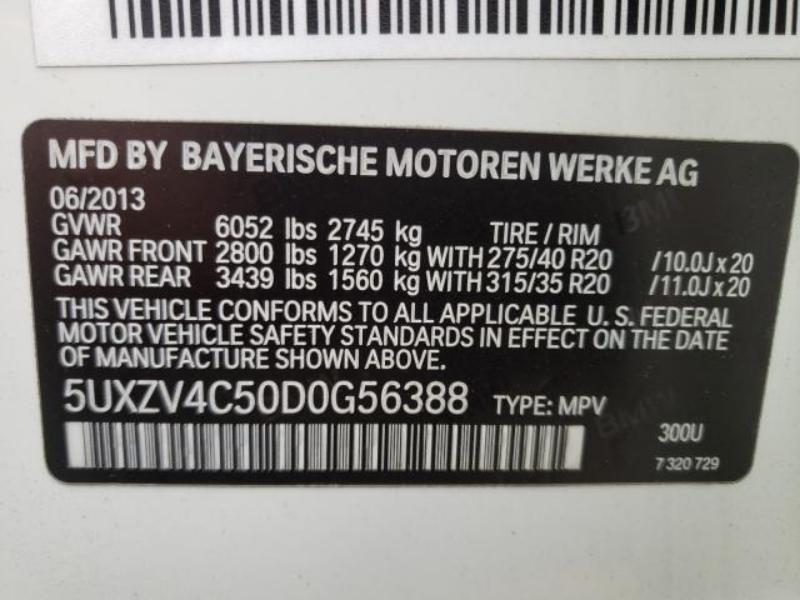 MFD BY BAYERISCHE MOTOREN WERKE AG
06/2013
GVWR 6052 lbs 2745 kg TIRE / RIM
GAWR FRONT 2800 lbs 1270 kg WITH 275/40 R20 /10.0J x 20
GAWR REAR 3439 lbs 1560 kg WITH 315/35 R20 /11.0J x 20
THIS VEHICLE CONFORMS TO ALL APPLICABLE U. S. FEDERAL
MOTOR VEHICLE SAFETY STANDARDS IN EFFECT ON THE DATE
OF MANUFACTURE SHOWN ABOVE.
5UXZV4C50D0G56388 TYPE: MPV
300U
7 320 729